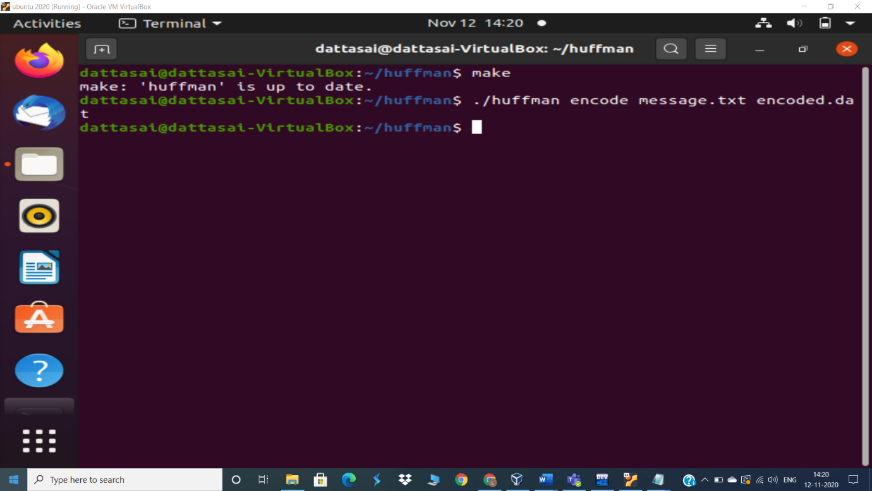 ubuntu 2020 [Running] - Oracle VM VirtualBox
Activities Terminal Nov 12 14:20
dattasai@dattasai-VirtualBox: ~/huffman
dattasai@dattasai-VirtualBox:~/huffman$ make
make: 'huffman' is up to date.
dattasai@dattasai-VirtualBox:~/huffman$ ./huffman encode message.txt encoded.da
t
dattasai@dattasai-VirtualBox:~/huffman$
Type here to search
ENG
14:20
12-11-2020